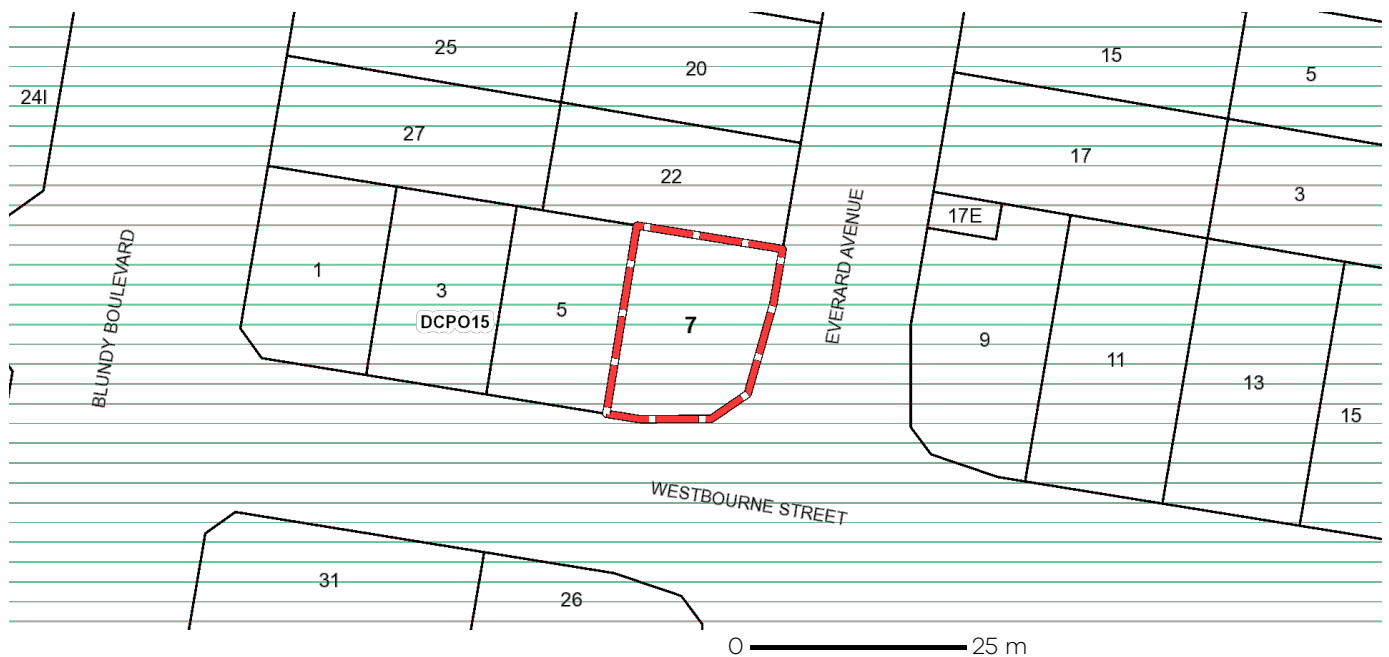 25
20
15
5
24I
27
22
17
3
17E
1
3
DCPO15
5
7
9
11
13
15
BLUNDY BOULEVARD
EVERARD AVENUE
WESTBOURNE STREET
31
26
0 25 m